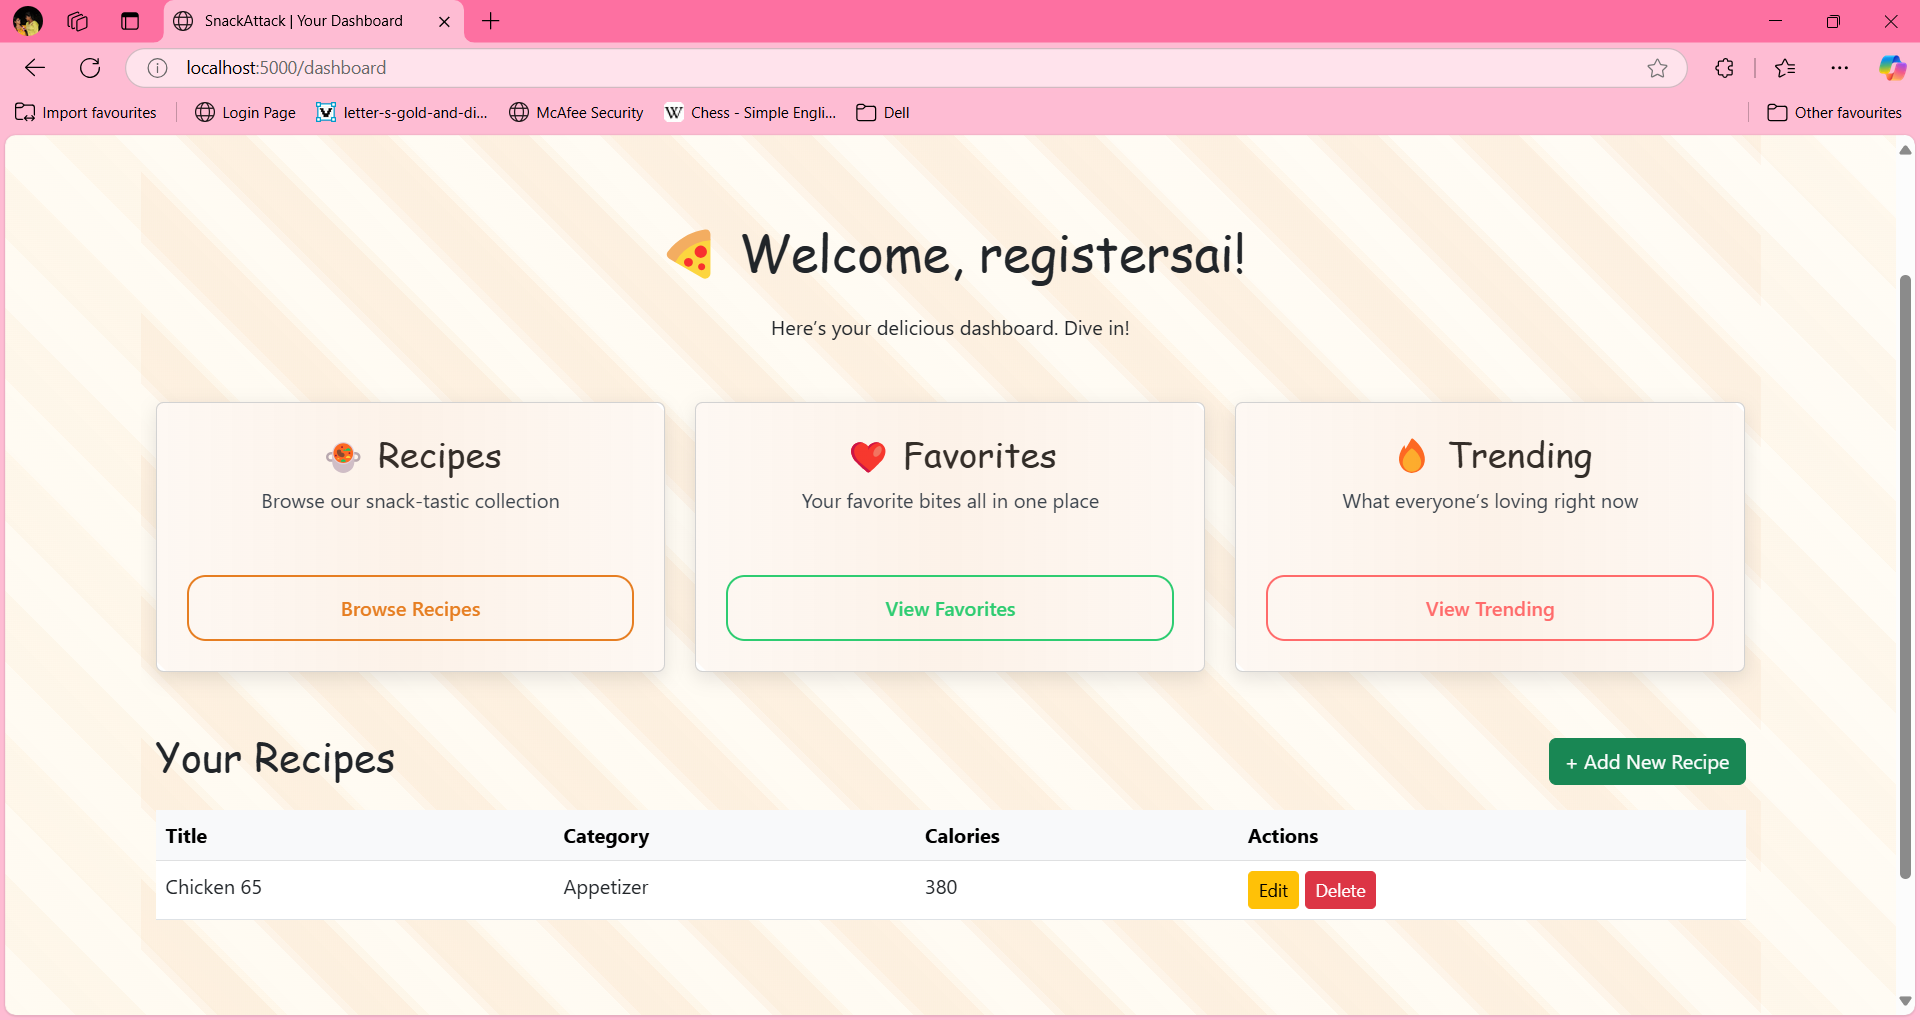 SnackAttack | Your Dashboard
localhost:5000/dashboard
Import favourites
Login Page
letter-s-gold-and-di...
McAfee Security
W Chess - Simple Engli...
Dell
Other favourites
Welcome, registersai!
Here’s your delicious dashboard. Dive in!
Recipes
Browse our snack-tastic collection
Browse Recipes
Favorites
Your favorite bites all in one place
View Favorites
Trending
What everyone’s loving right now
View Trending
Your Recipes
+ Add New Recipe
Title Category Calories Actions
Chicken 65 Appetizer 380 Edit Delete